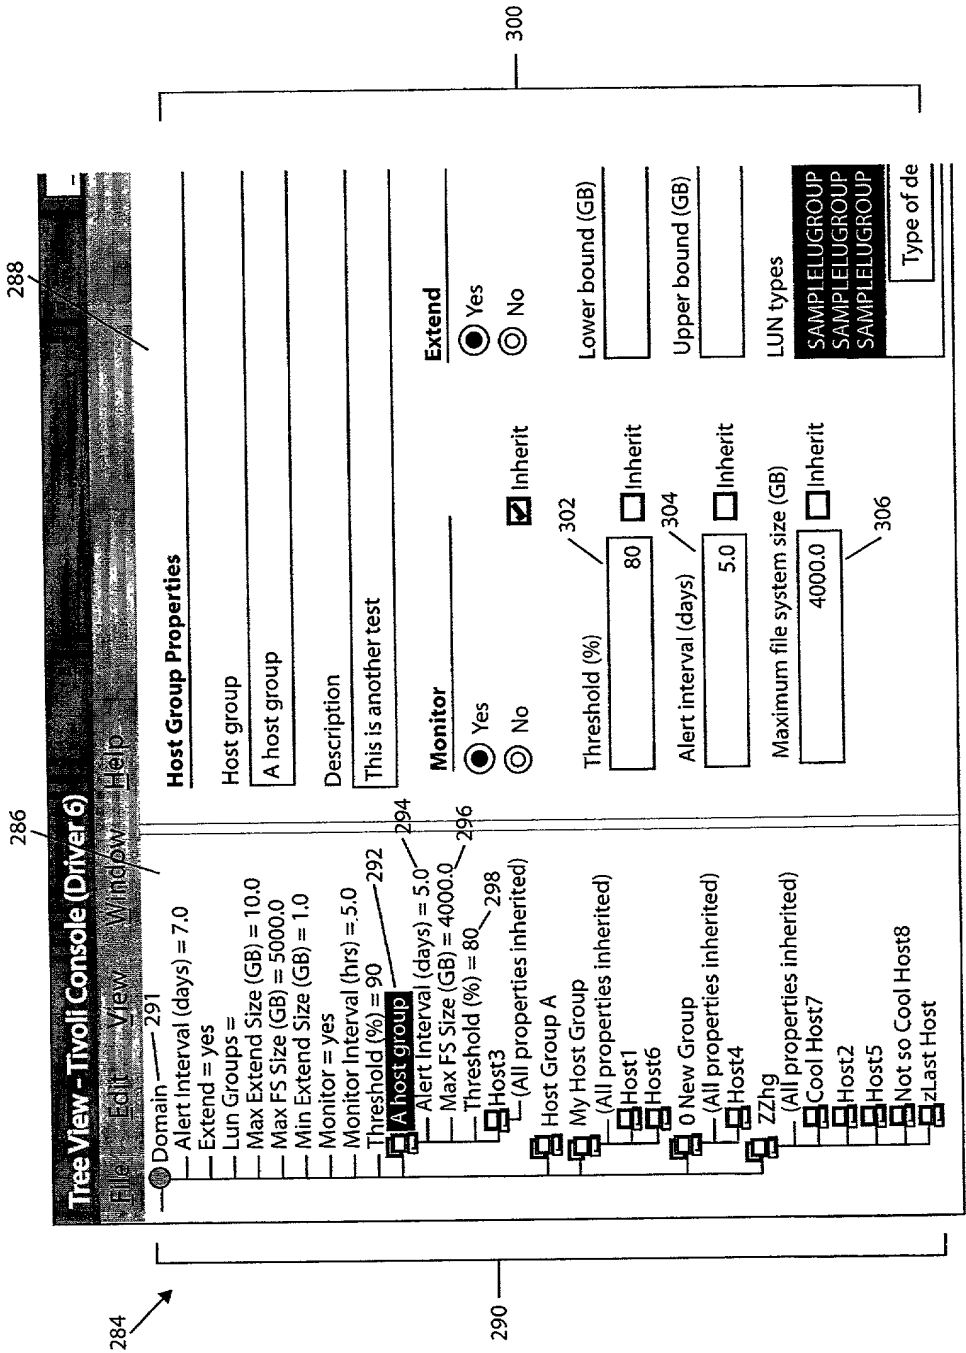 284
286
288
Tree View - Tivoli Console (Driver 6)
File Edit View Window Help
290
Domain 291
Alert Interval (days) = 7.0
Extend = yes
Lun Groups =
Max Extend Size (GB) = 10.0
Max FS Size (GB) = 5000.0
Min Extend Size (GB) = 1.0
Monitor = yes
Monitor Interval (hrs) = 5.0
Threshold (%) = 90
A host group 292
Alert Interval (days) = 5.0 294
Max FS Size (GB) = 4000.0 296
Threshold (%) = 80 298
Host3
(All properties inherited)
Host Group A
My Host Group
(All properties inherited)
Host1
Host6
0 New Group
(All properties inherited)
Host4
ZZhg
(All properties inherited)
Cool Host7
Host2
Host5
Not so Cool Host8
zLast Host
300
Host Group Properties
Host group
A host group
Description
This is another test
Monitor
Yes
No
Inherit
Threshold (%)
80 302
Inherit
Alert interval (days)
5.0 304
Inherit
Maximum file system size (GB)
4000.0 306
Inherit
Extend
Yes
No
Lower bound (GB)
Upper bound (GB)
LUN types
SAMPLELUGROUP
SAMPLELUGROUP
SAMPLELUGROUP
Type of de